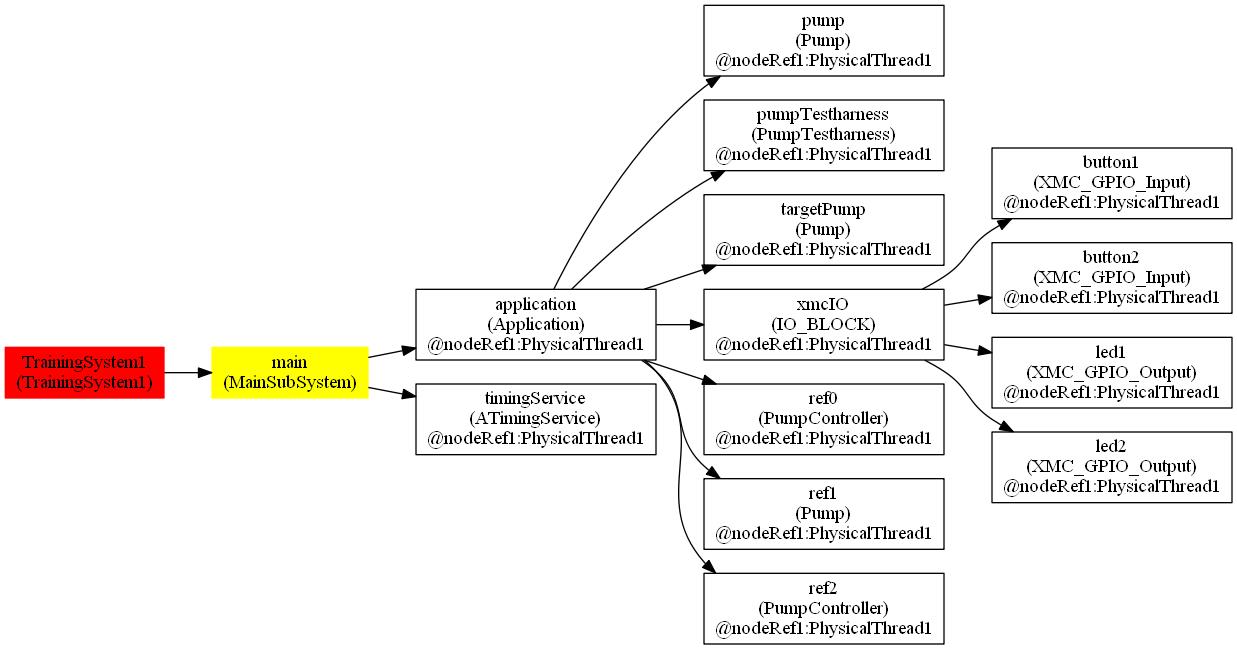 TrainingSystem1
(TrainingSystem1)
main
(MainSubSystem)
application
(Application)
@nodeRef1:PhysicalThread1
timingService
(ATimingService)
@nodeRef1:PhysicalThread1
pump
(Pump)
@nodeRef1:PhysicalThread1
pumpTestharness
(PumpTestharness)
@nodeRef1:PhysicalThread1
targetPump
(Pump)
@nodeRef1:PhysicalThread1
xmcIO
(IO_BLOCK)
@nodeRef1:PhysicalThread1
ref0
(PumpController)
@nodeRef1:PhysicalThread1
ref1
(Pump)
@nodeRef1:PhysicalThread1
ref2
(PumpController)
@nodeRef1:PhysicalThread1
button1
(XMC_GPIO_Input)
@nodeRef1:PhysicalThread1
button2
(XMC_GPIO_Input)
@nodeRef1:PhysicalThread1
led1
(XMC_GPIO_Output)
@nodeRef1:PhysicalThread1
led2
(XMC_GPIO_Output)
@nodeRef1:PhysicalThread1